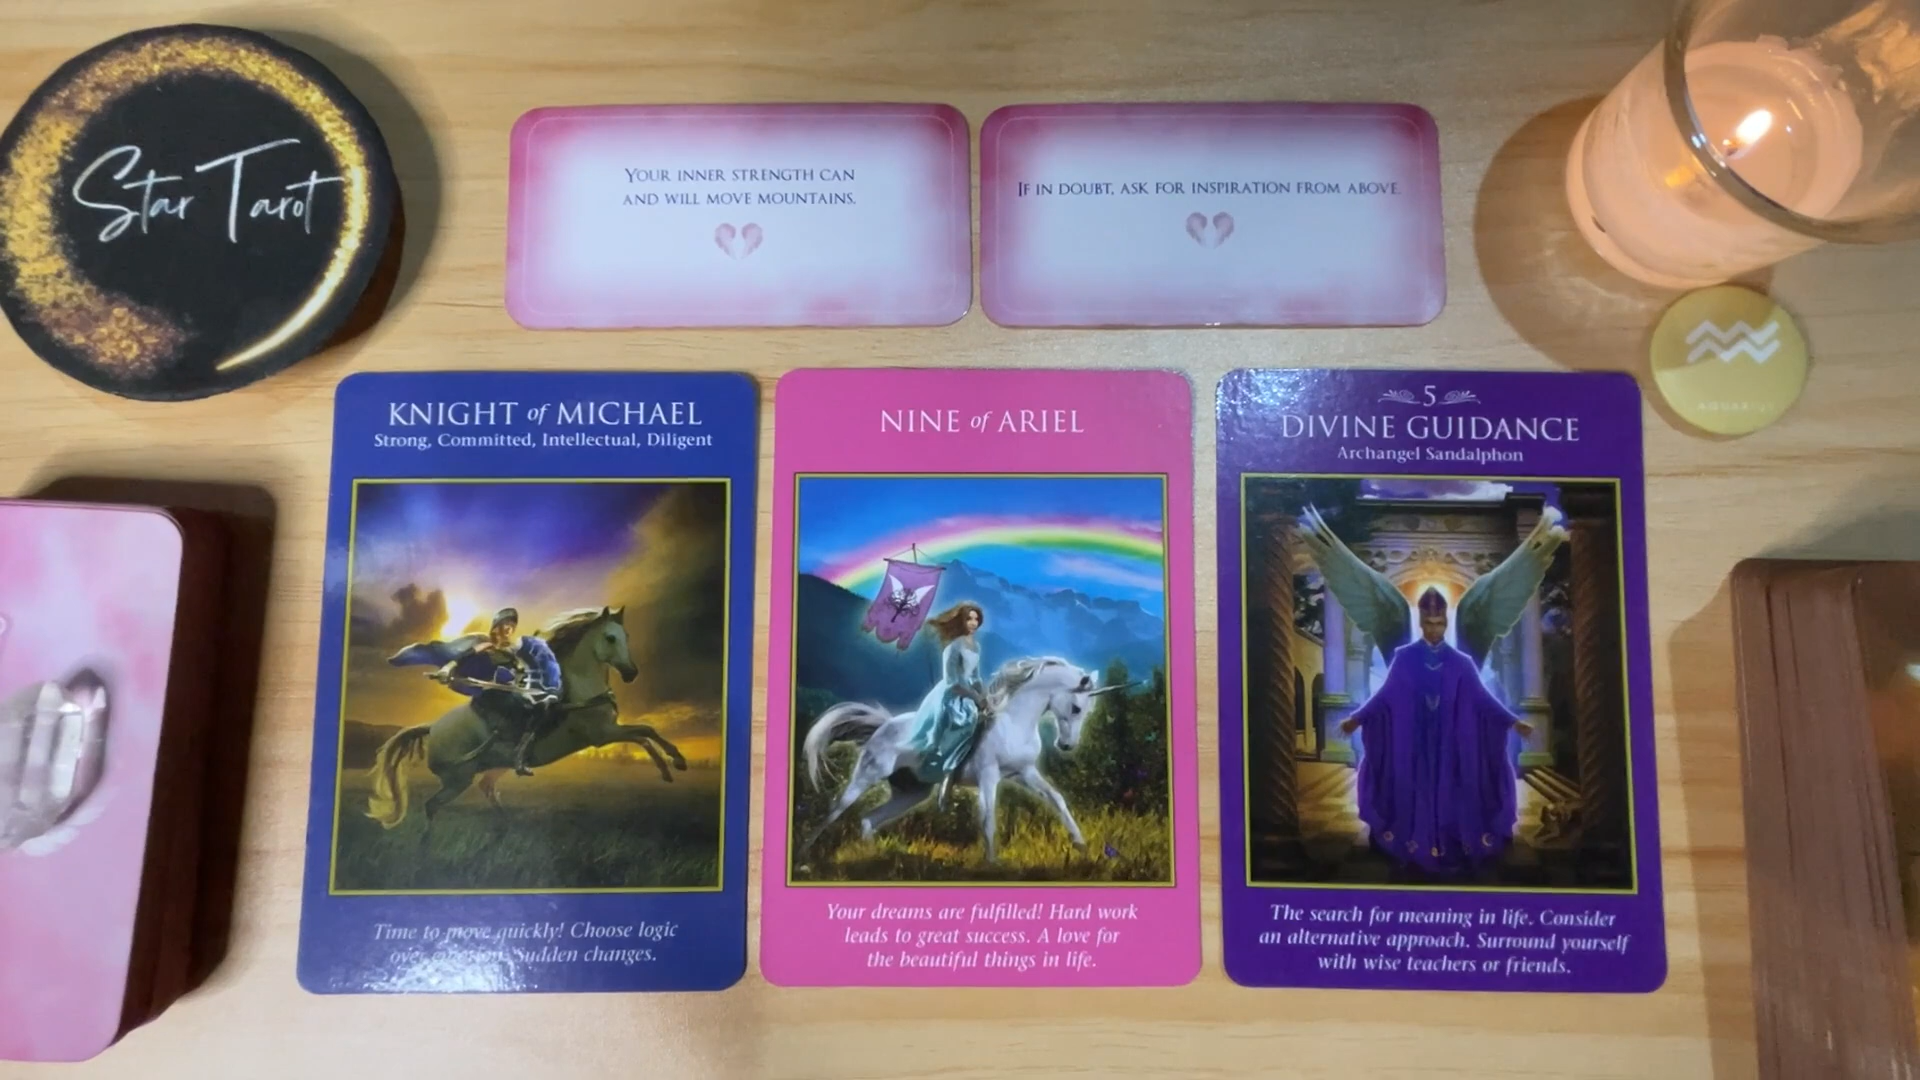 Star Tarot
YOUR INNER STRENGTH CAN
AND WILL MOVE MOUNTAINS.
IF IN DOUBT, ASK FOR INSPIRATION FROM ABOVE.
AQUARIUS
KNIGHT of MICHAEL
Strong, Committed, Intellectual, Diligent
Time to move quickly! Choose logic
over emotion. Sudden changes.
NINE of ARIEL
Your dreams are fulfilled! Hard work
leads to great success. A love for
the beautiful things in life.
5
DIVINE GUIDANCE
Archangel Sandalphon
The search for meaning in life. Consider
an alternative approach. Surround yourself
with wise teachers or friends.